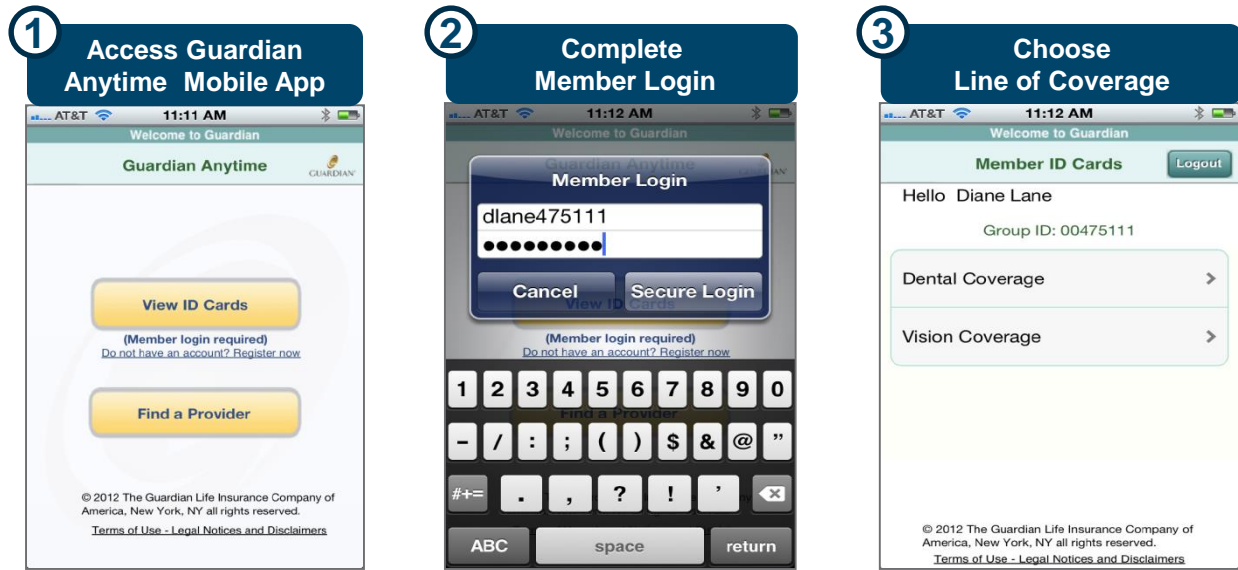 1
Access Guardian
Anytime Mobile App
AT&T 11:11 AM
Welcome to Guardian
Guardian Anytime
GUARDIAN
View ID Cards
(Member login required)
Do not have an account? Register now
Find a Provider
© 2012 The Guardian Life Insurance Company of
America, New York, NY all rights reserved.
Terms of Use - Legal Notices and Disclaimers
2
Complete
Member Login
AT&T 11:12 AM
Welcome to Guardian
Guardian Anytime
Member Login
dlane475111
●●●●●●●●●
Cancel Secure Login
View ID Cards
(Member login required)
Do not have an account? Register now
1 2 3 4 5 6 7 8 9 0
Find a Provider
- / : ; ( ) $ & @ ”
#+= . , ? ! ’
ABC space return
3
Choose
Line of Coverage
AT&T 11:12 AM
Welcome to Guardian
Member ID Cards Logout
Hello Diane Lane
Group ID: 00475111
Dental Coverage >
Vision Coverage >
© 2012 The Guardian Life Insurance Company of
America, New York, NY all rights reserved.
Terms of Use - Legal Notices and Disclaimers